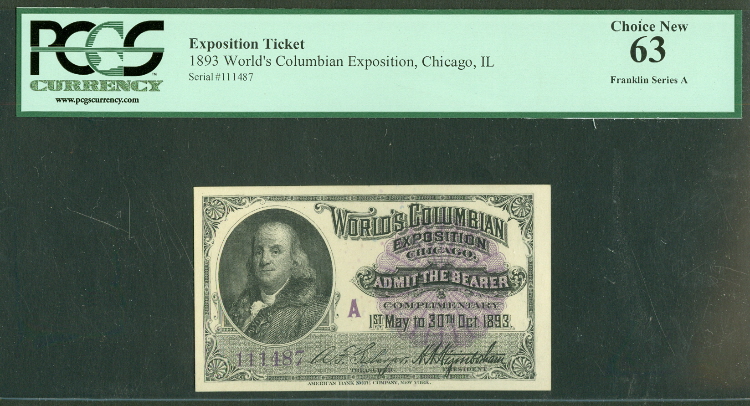 PCGS
CURRENCY
www.pcgscurrency.com
Exposition Ticket
1893 World's Columbian Exposition, Chicago, IL
Serial #111487
Choice New
63
Franklin Series A
WORLD'S COLUMBIAN
EXPOSITION
CHICAGO,
ADMIT THE BEARER
COMPLIMENTARY
A
1ST May to 30TH Oct 1893.
111487
TREASURER
PRESIDENT
AMERICAN BANK NOTE COMPANY, NEW YORK.